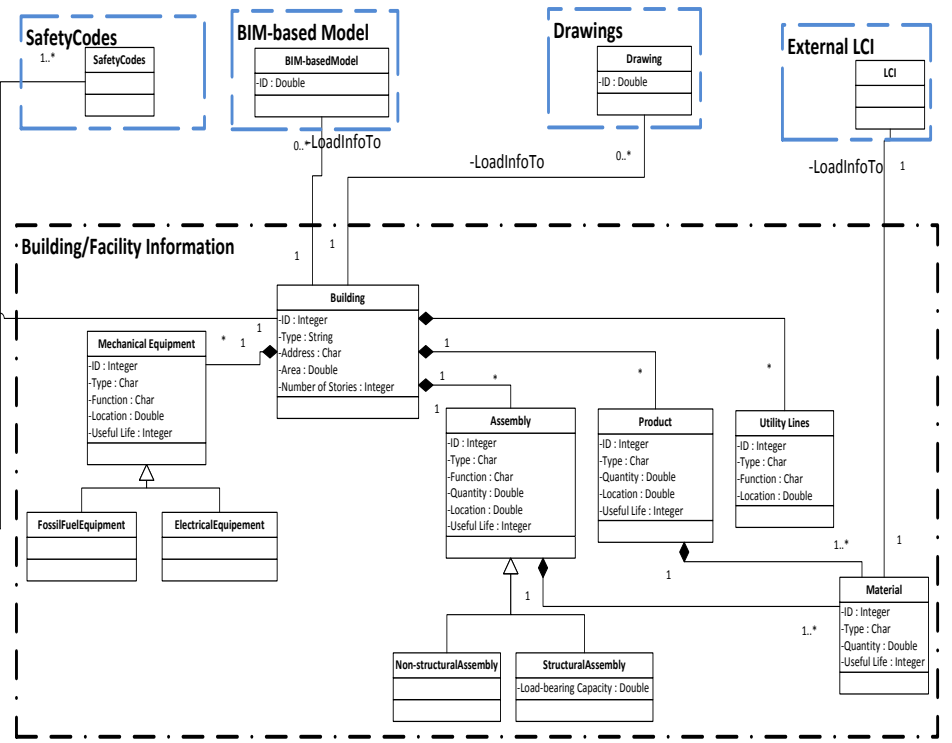 SafetyCodes
1..*
SafetyCodes
BIM-based Model
BIM-basedModel
-ID : Double
Drawings
Drawing
-ID : Double
External LCI
LCI
0..*
-LoadInfoTo
-LoadInfoTo
0..*
-LoadInfoTo
1
Building/Facility Information
1
1
Building
-ID : Integer
-Type : String
-Address : Char
-Area : Double
-Number of Stories : Integer
1
* 1
1
1
1
*
*
*
Mechanical Equipment
-ID : Integer
-Type : Char
-Function : Char
-Location : Double
-Useful Life : Integer
Assembly
-ID : Integer
-Type : Char
-Function : Char
-Quantity : Double
-Location : Double
-Useful Life : Integer
Product
-ID : Integer
-Type : Char
-Quantity : Double
-Location : Double
-Useful Life : Integer
Utility Lines
-ID : Integer
-Type : Char
-Function : Char
-Location : Double
FossilFuelEquipment
ElectricalEquipement
1..*
1
1
1
1..*
Material
-ID : Integer
-Type : Char
-Quantity : Double
-Useful Life : Integer
Non-structuralAssembly
StructuralAssembly
-Load-bearing Capacity : Double